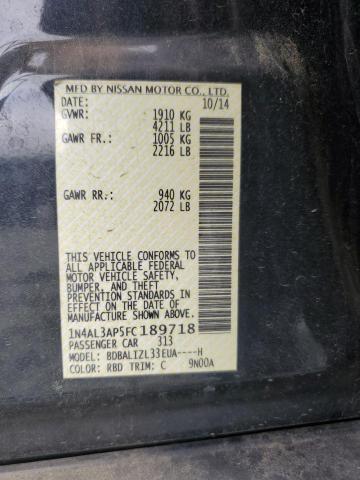 MFD BY NISSAN MOTOR CO., LTD.
DATE: 10/14
GVWR: 1910 KG
4211 LB
GAWR FR.: 1005 KG
2216 LB
GAWR RR.: 940 KG
2072 LB
THIS VEHICLE CONFORMS TO
ALL APPLICABLE FEDERAL
MOTOR VEHICLE SAFETY,
BUMPER, AND THEFT
PREVENTION STANDARDS
IN EFFECT ON THE DATE
OF MANUFACTURE SHOWN
ABOVE.
1N4AL3AP5FC189718
PASSENGER CAR 313
MODEL: BDBALIZL33EUA----H
COLOR: RBD TRIM: C 9N00A